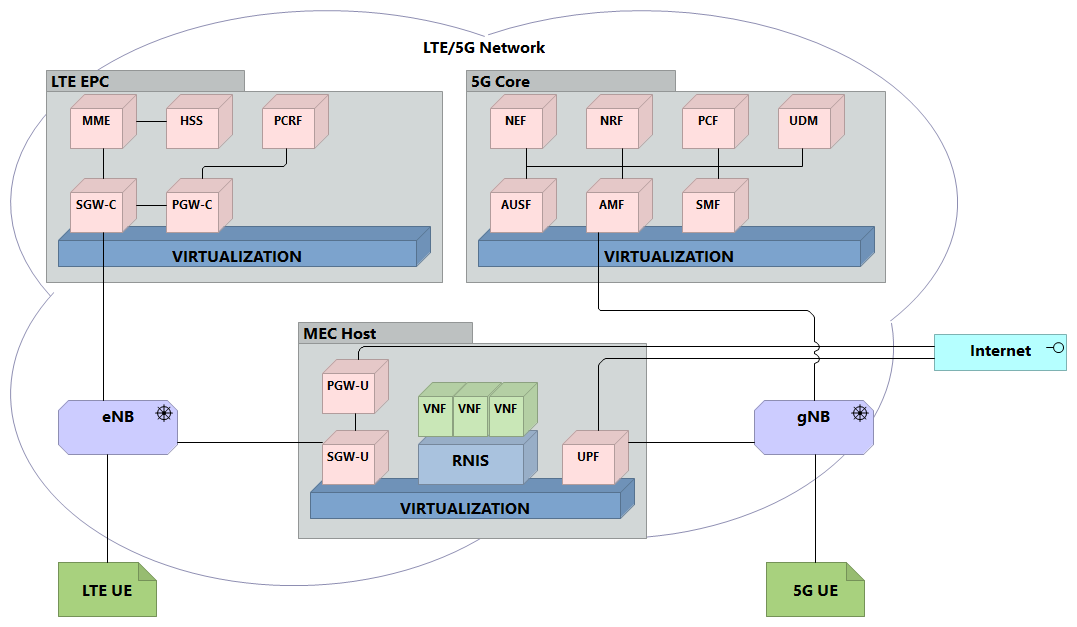 LTE/5G Network
LTE EPC
MME
HSS
PCRF
SGW-C
PGW-C
VIRTUALIZATION
5G Core
NEF
NRF
PCF
UDM
AUSF
AMF
SMF
VIRTUALIZATION
MEC Host
PGW-U
VNF
VNF
VNF
SGW-U
RNIS
UPF
VIRTUALIZATION
Internet
eNB
gNB
LTE UE
5G UE